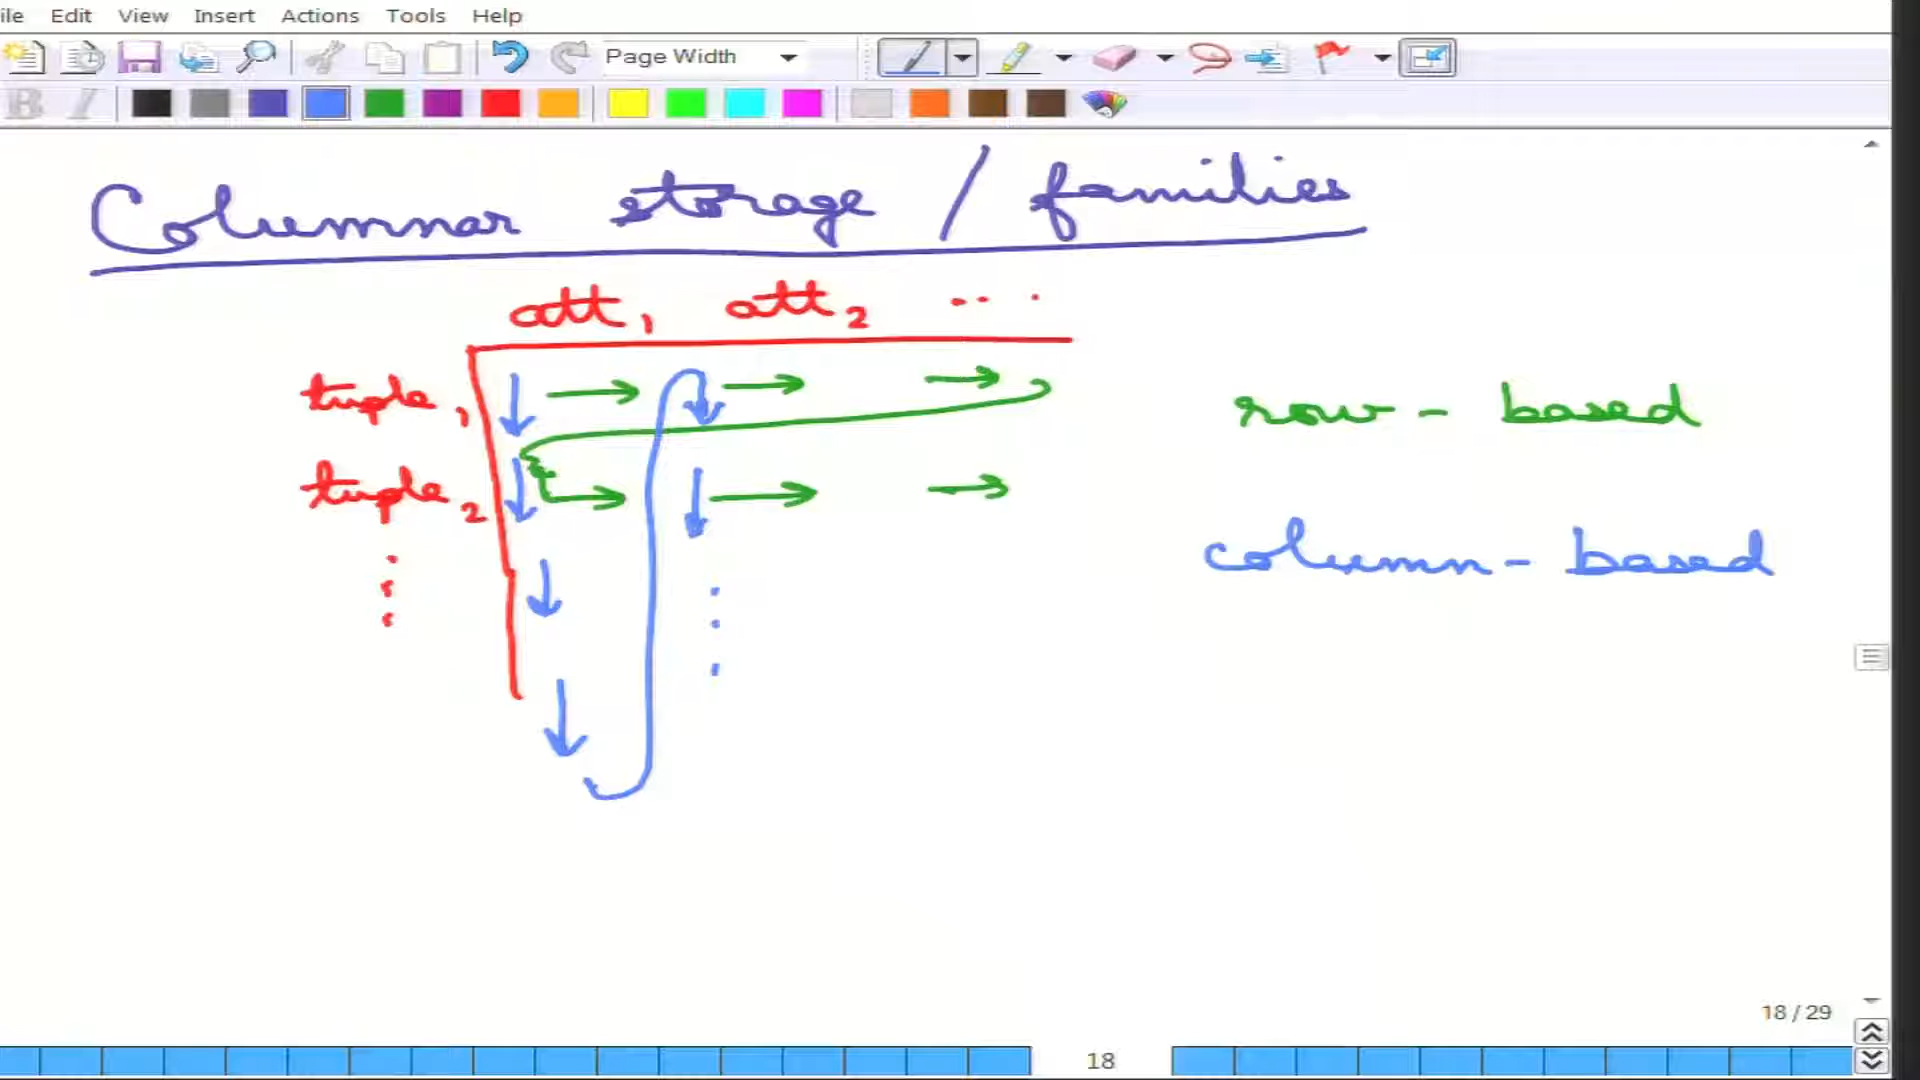 ile Edit View Insert Actions Tools Help
Page Width
B I
Columnar storage / families
att1 att2 ....
tuple1
row - based
tuple2
column - based
18 / 29
18